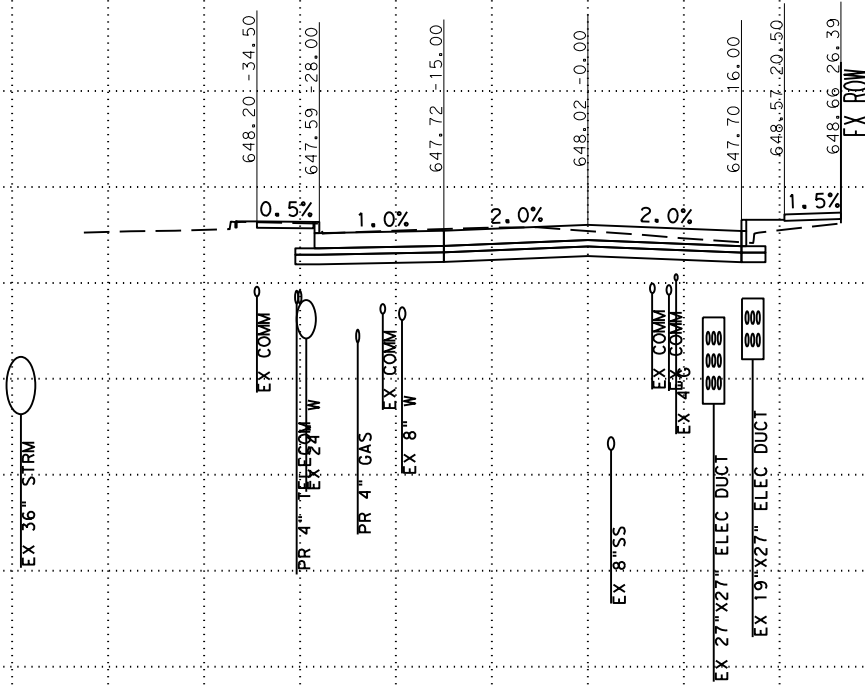 648.20 -34.50
647.59 -28.00
647.72 -15.00
648.02 -0.00
647.70 16.00
648.57 20.50
648.66 26.39
EX ROW
0.5%
1.0%
2.0%
2.0%
1.5%
EX 36" STRM
EX COMM
PR 4" TELECOM
EX 24" W
PR 4" GAS
EX COMM
EX 8" W
EX 8"SS
EX COMM
EX COMM
EX 4"G
EX 27"X27" ELEC DUCT
EX 19"X27" ELEC DUCT